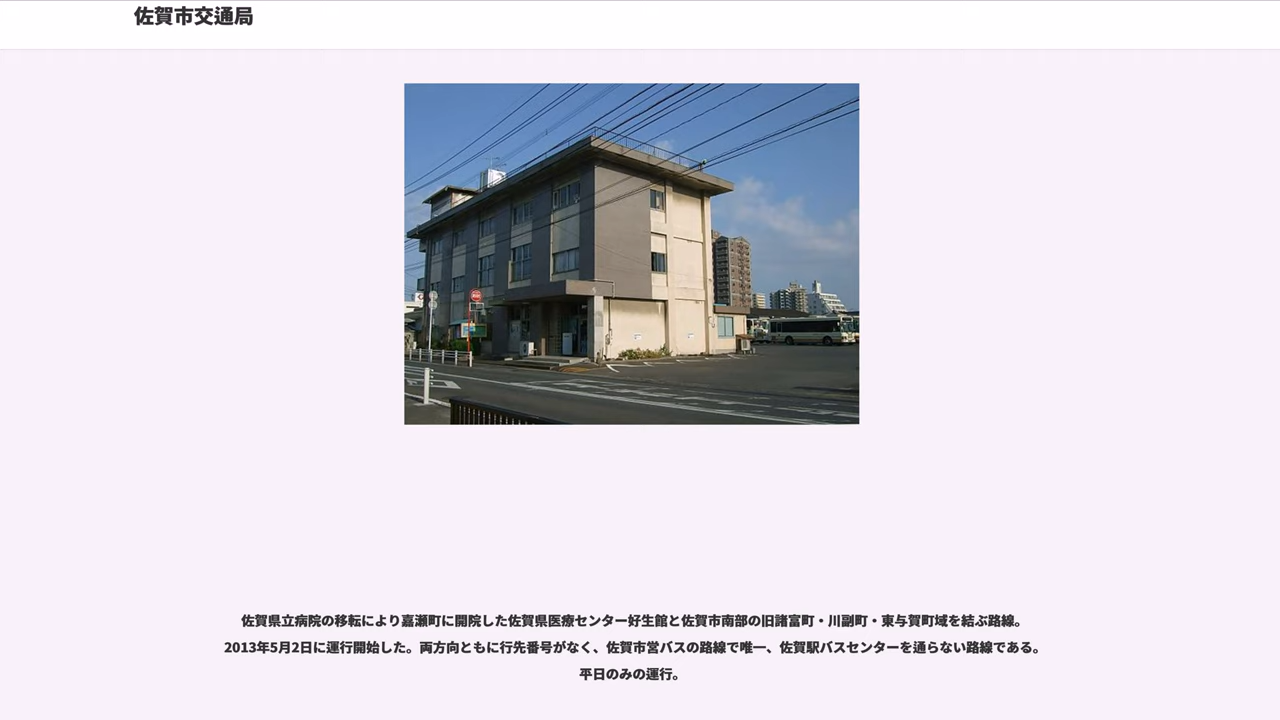 佐賀市交通局
佐賀県立病院の移転により嘉瀬町に開院した佐賀県医療センター好生館と佐賀市南部の旧諸富町・川副町・東与賀町域を結ぶ路線。
2013年5月2日に運行開始した。両方向ともに行先番号がなく、佐賀市営バスの路線で唯一、佐賀駅バスセンターを通らない路線である。
平日のみの運行。